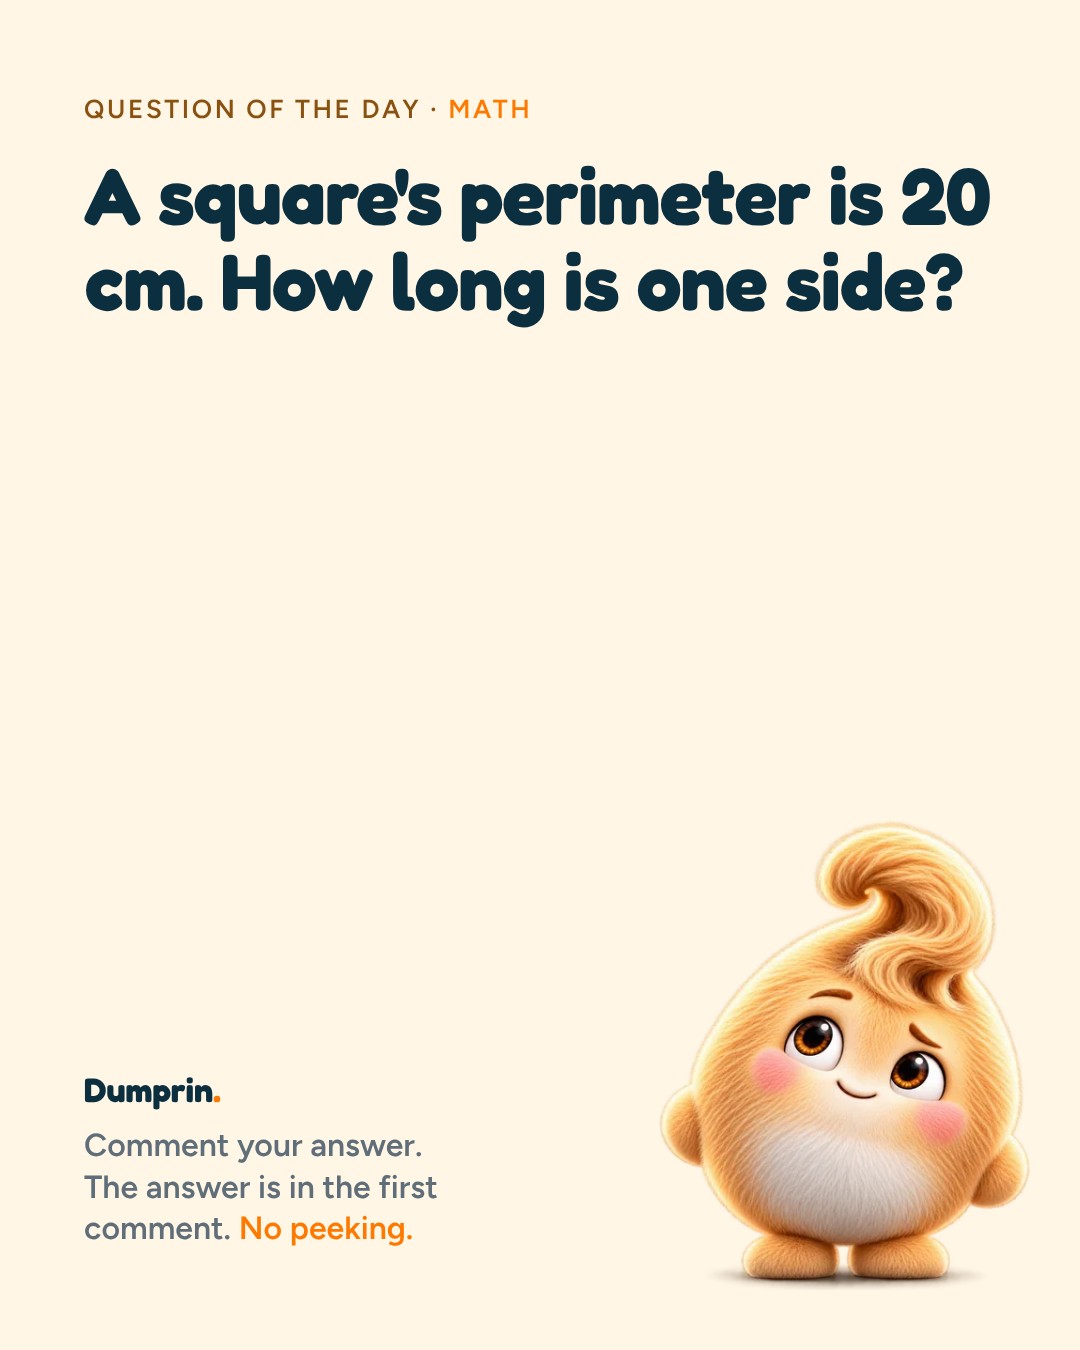 QUESTION OF THE DAY · MATH
A square's perimeter is 20
cm. How long is one side?
Dumprin.
Comment your answer.
The answer is in the first
comment. No peeking.